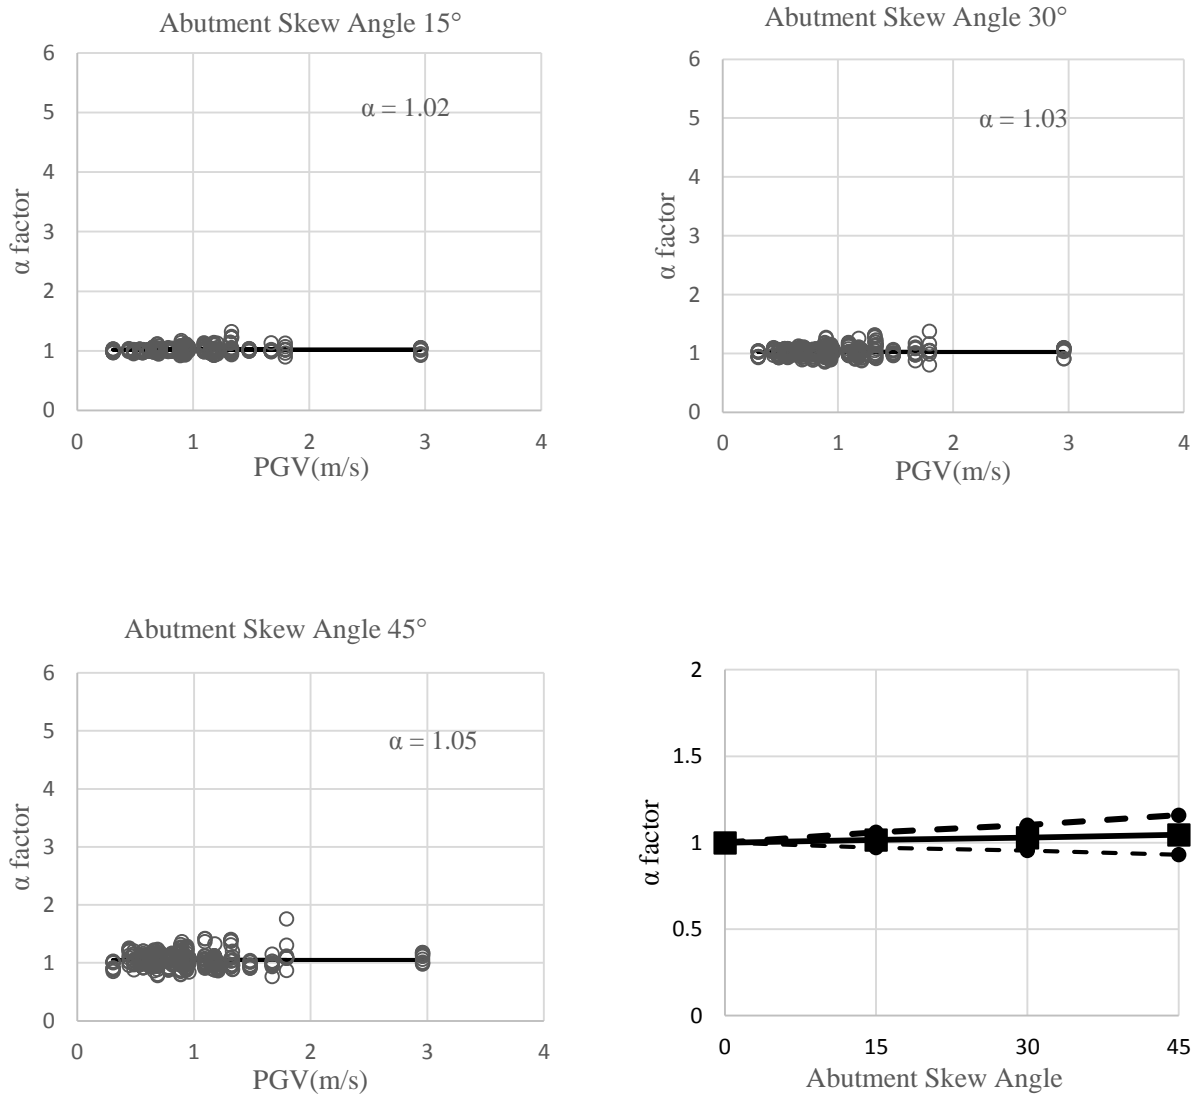 Abutment Skew Angle 15°
6
5
4
3
2
1
0
α factor
α = 1.02
0 1 2 3 4
PGV(m/s)
Abutment Skew Angle 30°
6
5
4
3
2
1
0
α factor
α = 1.03
0 1 2 3 4
PGV(m/s)
Abutment Skew Angle 45°
6
5
4
3
2
1
0
α factor
α = 1.05
0 1 2 3 4
PGV(m/s)
2
1.5
1
0.5
0
α factor
0 15 30 45
Abutment Skew Angle